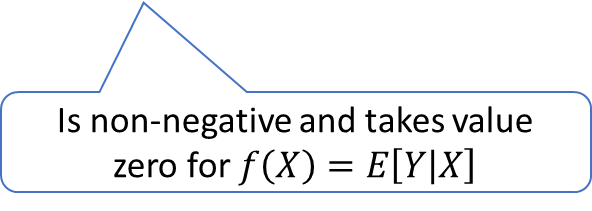 Is non-negative and takes value
zero for f(X) = E[Y|X]